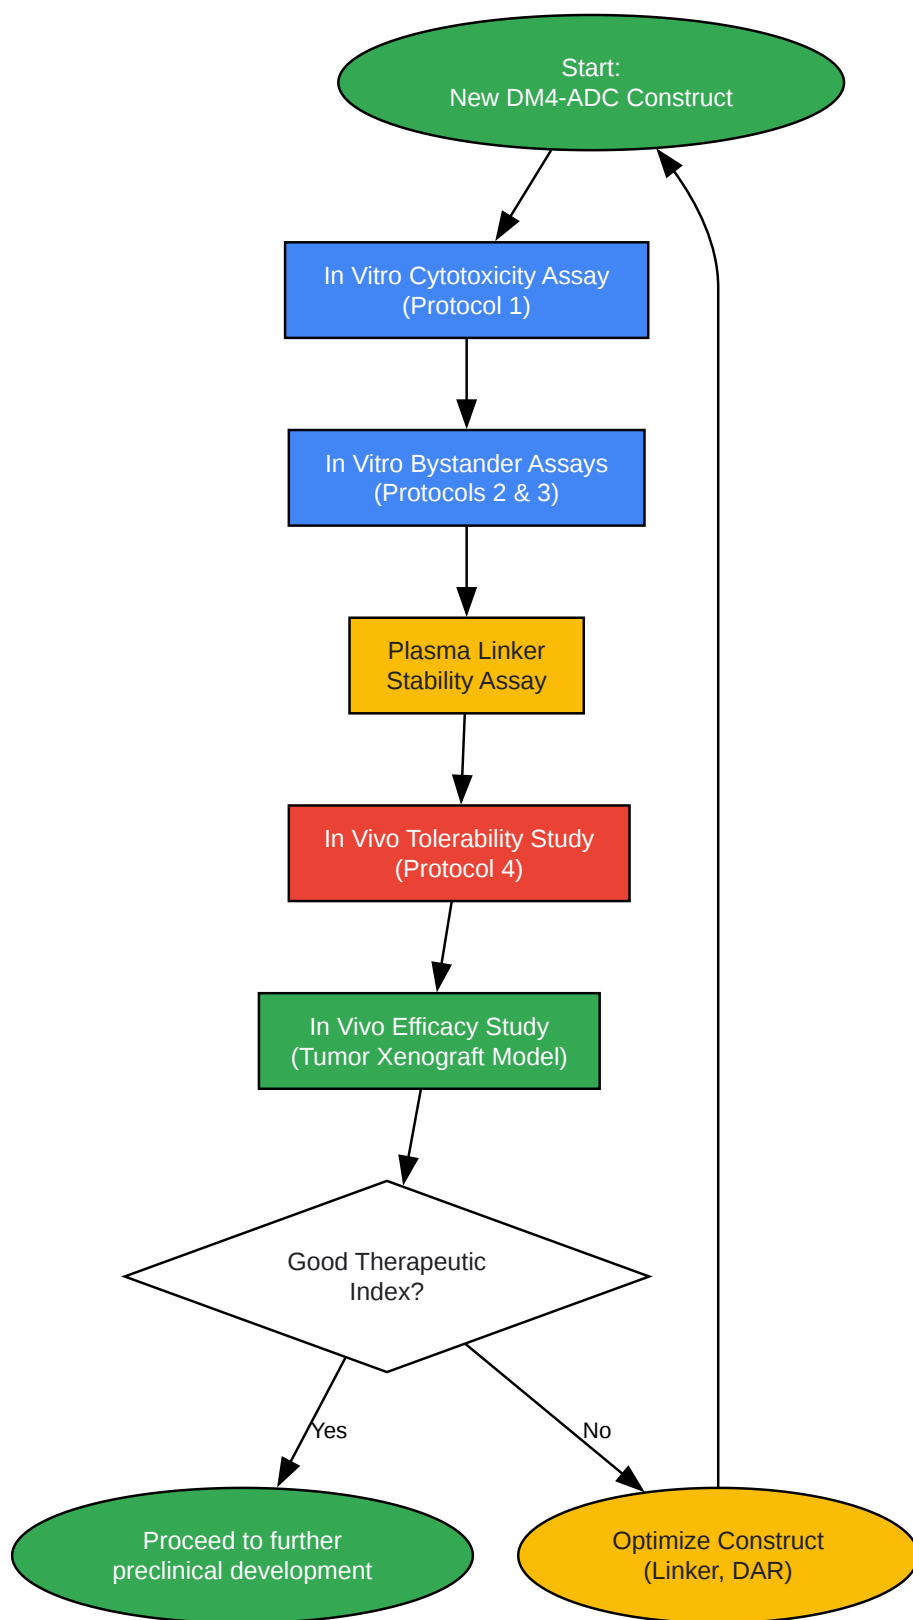 Start:
New DM4-ADC Construct
In Vitro Cytotoxicity Assay
(Protocol 1)
In Vitro Bystander Assays
(Protocols 2 & 3)
Plasma Linker
Stability Assay
In Vivo Tolerability Study
(Protocol 4)
In Vivo Efficacy Study
(Tumor Xenograft Model)
Good Therapeutic
Index?
Yes
No
Proceed to further
preclinical development
Optimize Construct
(Linker, DAR)